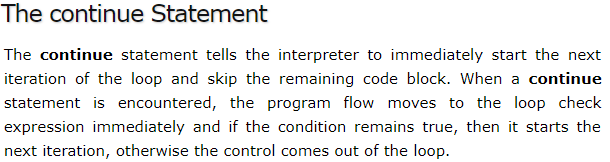 The continue Statement
The continue statement tells the interpreter to immediately start the next
iteration of the loop and skip the remaining code block. When a continue
statement is encountered, the program flow moves to the loop check
expression immediately and if the condition remains true, then it starts the
next iteration, otherwise the control comes out of the loop.